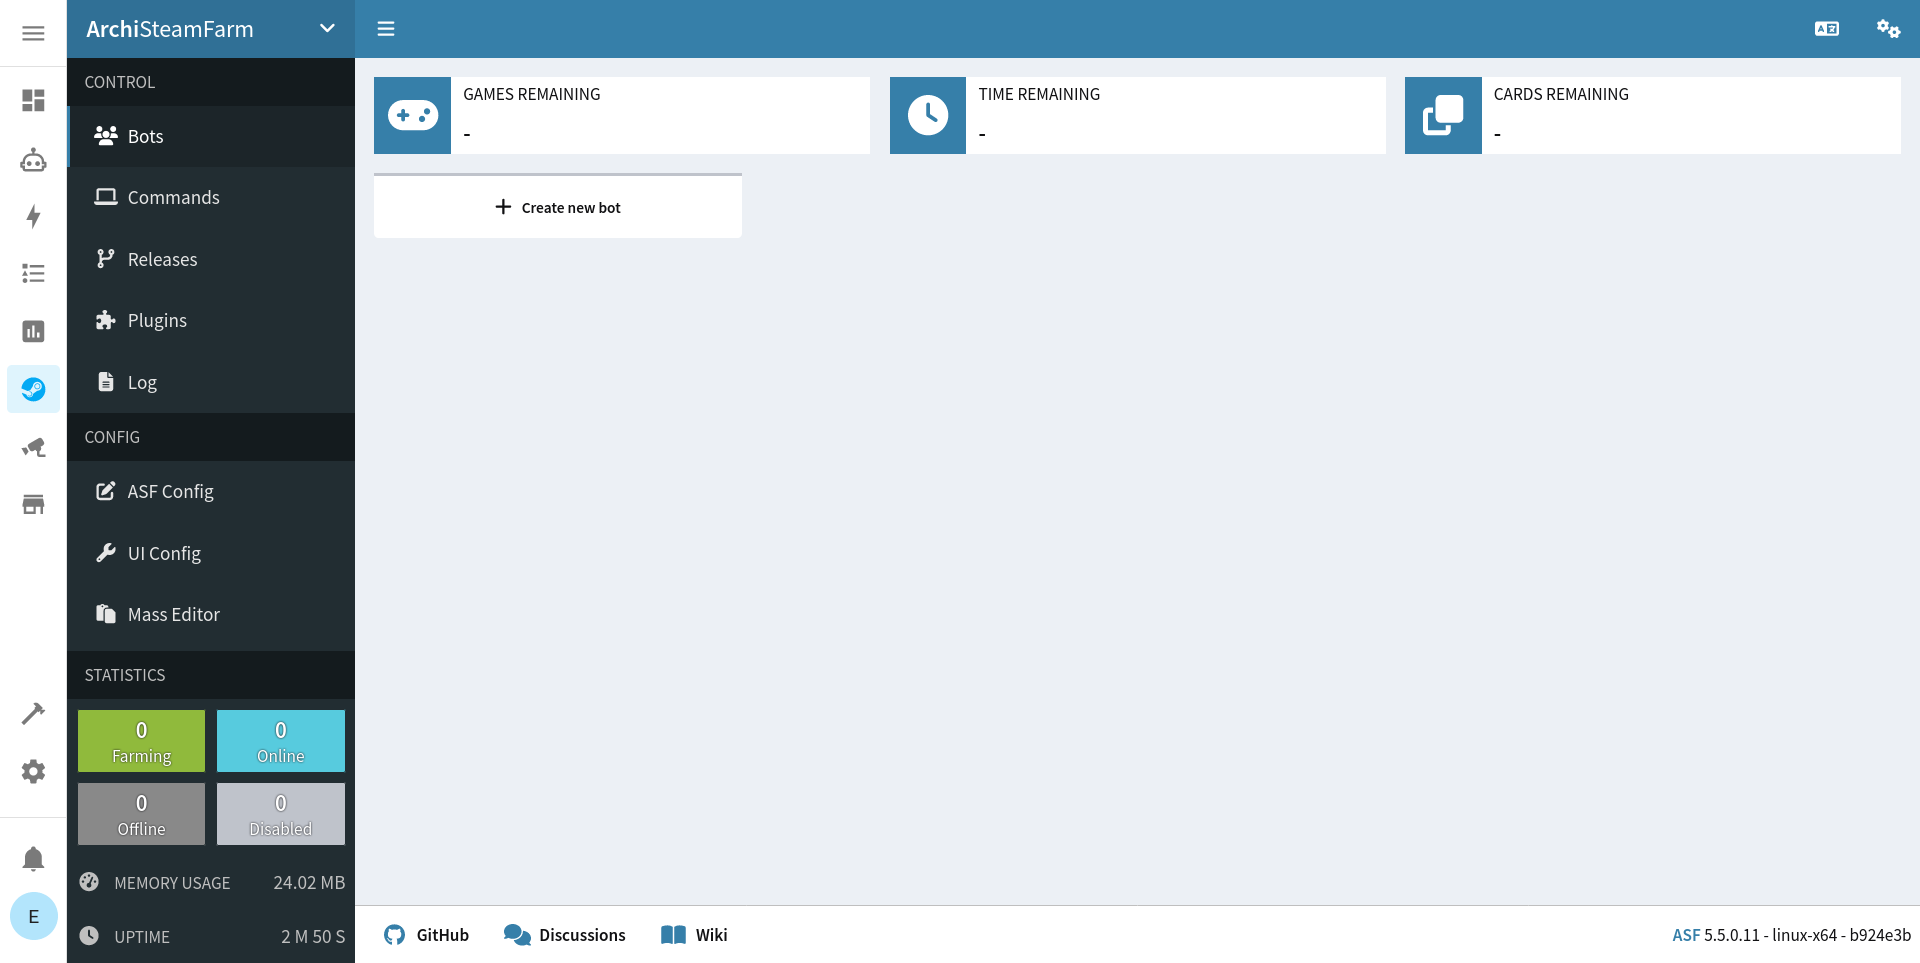 ArchiSteamFarm
CONTROL
Bots
Commands
Releases
Plugins
Log
CONFIG
ASF Config
UI Config
Mass Editor
STATISTICS
0
Farming
0
Online
0
Offline
0
Disabled
MEMORY USAGE 24.02 MB
UPTIME 2 M 50 S
E
GAMES REMAINING
-
TIME REMAINING
-
CARDS REMAINING
-
Create new bot
GitHub Discussions Wiki
ASF 5.5.0.11 - linux-x64 - b924e3b